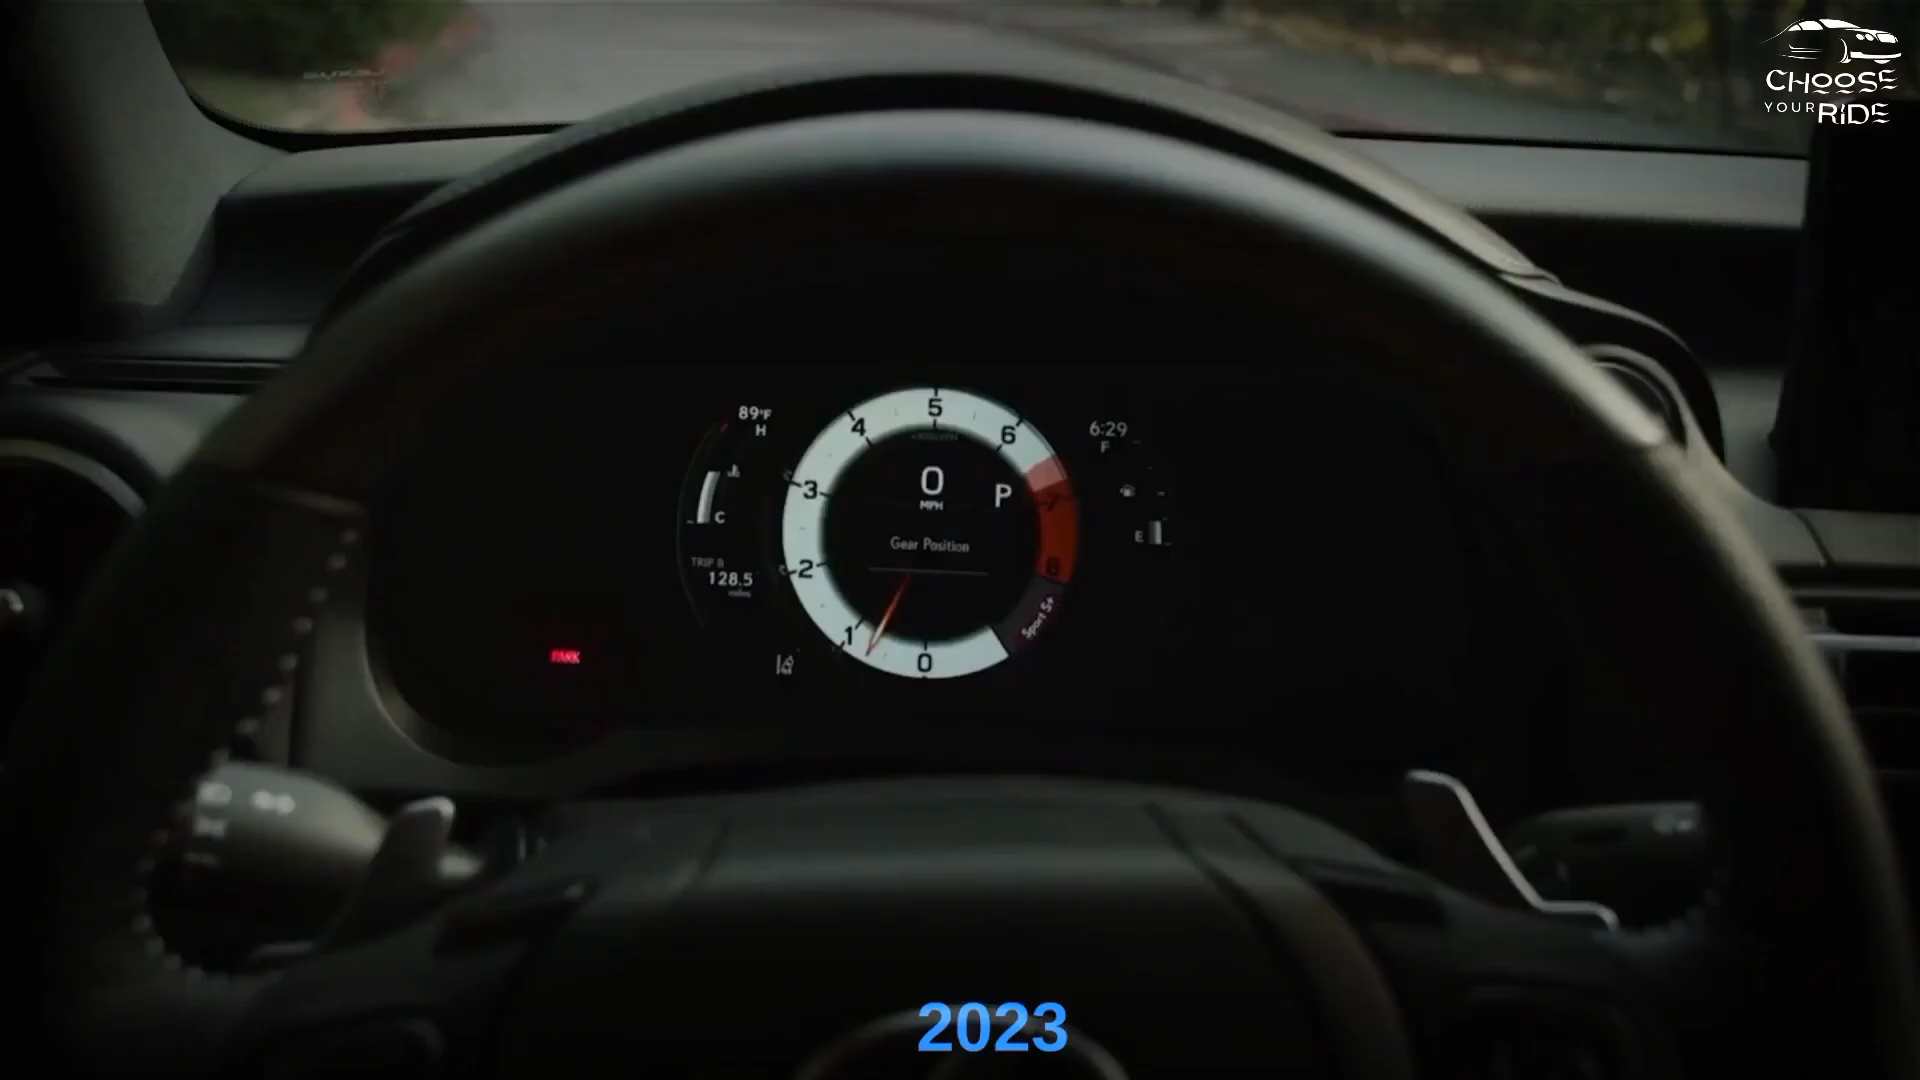 CHOOSE
YOUR RIDE
89°F
H
C
TRIP B
128.5
miles
PARK
5
4
6
3
7
2
8
1
0
0
MPH
P
Gear Position
Sport S+
6:29
F
E
2023